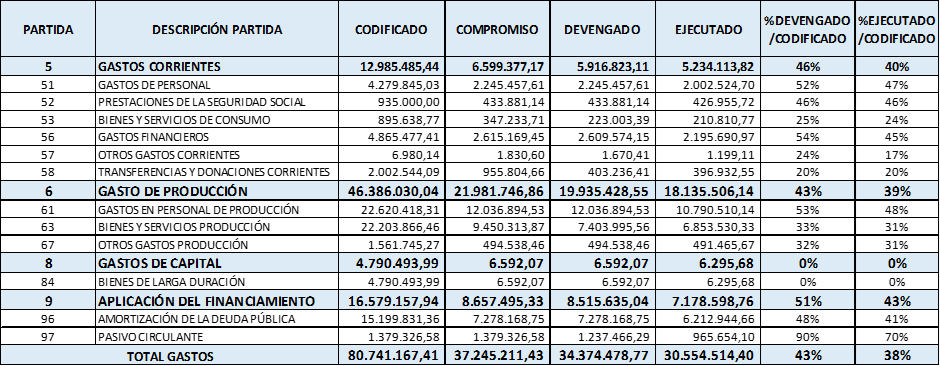 PARTIDA DESCRIPCIÓN PARTIDA CODIFICADO COMPROMISO DEVENGADO EJECUTADO %DEVENGADO /CODIFICADO %EJECUTADO /CODIFICADO
5 GASTOS CORRIENTES 12.985.485,44 6.599.377,17 5.916.823,11 5.234.113,82 46% 40%
51 GASTOS DE PERSONAL 4.279.845,03 2.245.457,61 2.245.457,61 2.002.524,70 52% 47%
52 PRESTACIONES DE LA SEGURIDAD SOCIAL 935.000,00 433.881,14 433.881,14 426.955,72 46% 46%
53 BIENES Y SERVICIOS DE CONSUMO 895.638,77 347.233,71 223.003,39 210.810,77 25% 24%
56 GASTOS FINANCIEROS 4.865.477,41 2.615.169,45 2.609.574,15 2.195.690,97 54% 45%
57 OTROS GASTOS CORRIENTES 6.980,14 1.830,60 1.670,41 1.199,11 24% 17%
58 TRANSFERENCIAS Y DONACIONES CORRIENTES 2.002.544,09 955.804,66 403.236,41 396.932,55 20% 20%
6 GASTO DE PRODUCCIÓN 46.386.030,04 21.981.746,86 19.935.428,55 18.135.506,14 43% 39%
61 GASTOS EN PERSONAL DE PRODUCCIÓN 22.620.418,31 12.036.894,53 12.036.894,53 10.790.510,14 53% 48%
63 BIENES Y SERVICIOS PRODUCCIÓN 22.203.866,46 9.450.313,87 7.403.995,56 6.853.530,33 33% 31%
67 OTROS GASTOS PRODUCCIÓN 1.561.745,27 494.538,46 494.538,46 491.465,67 32% 31%
8 GASTOS DE CAPITAL 4.790.493,99 6.592,07 6.592,07 6.295,68 0% 0%
84 BIENES DE LARGA DURACIÓN 4.790.493,99 6.592,07 6.592,07 6.295,68 0% 0%
9 APLICACIÓN DEL FINANCIAMIENTO 16.579.157,94 8.657.495,33 8.515.635,04 7.178.598,76 51% 43%
96 AMORTIZACIÓN DE LA DEUDA PÚBLICA 15.199.831,36 7.278.168,75 7.278.168,75 6.212.944,66 48% 41%
97 PASIVO CIRCULANTE 1.379.326,58 1.379.326,58 1.237.466,29 965.654,10 90% 70%
TOTAL GASTOS 80.741.167,41 37.245.211,43 34.374.478,77 30.554.514,40 43% 38%